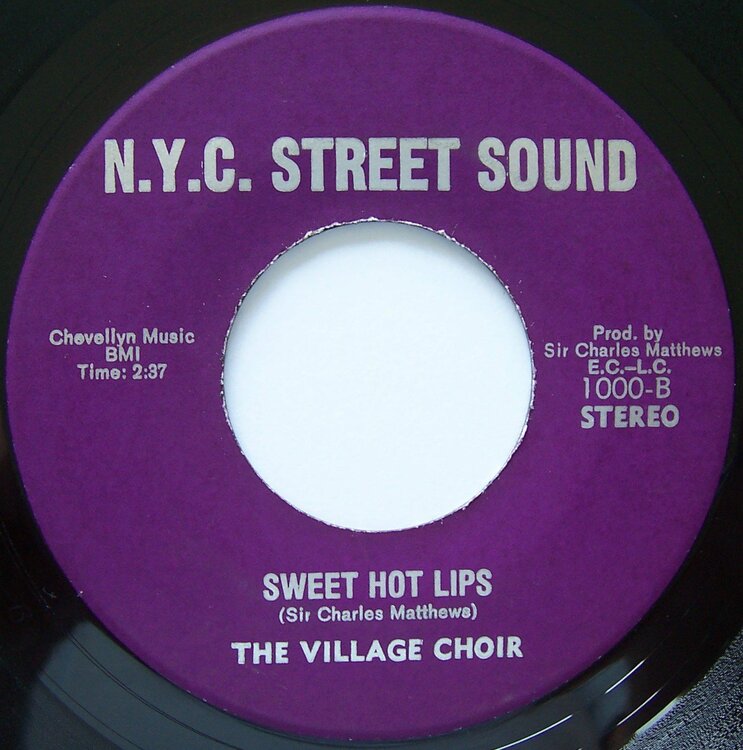 N.Y.C. STREET SOUND
Chevellyn Music
BMI
Time: 2:37
Prod. by
Sir Charles Matthews
E.C.-L.C.
1000-B
STEREO
SWEET HOT LIPS
(Sir Charles Matthews)
THE VILLAGE CHOIR